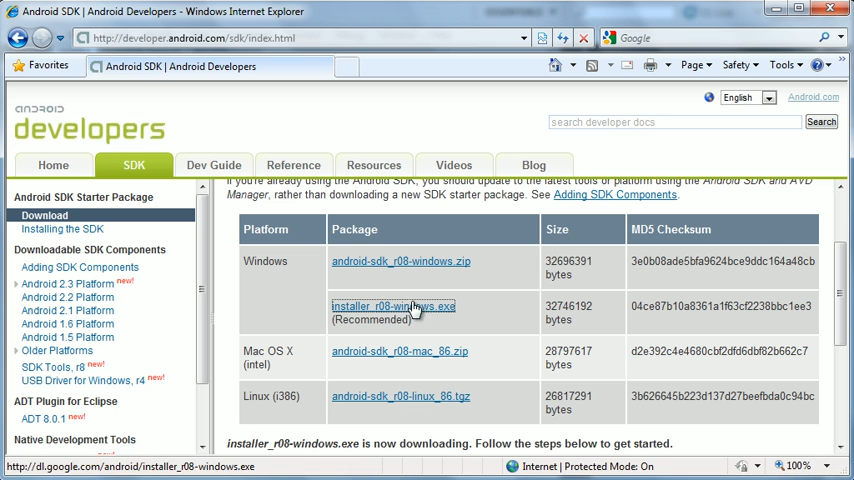 Android SDK | Android Developers - Windows Internet Explorer
http://developer.android.com/sdk/index.html
Google
Favorites
Android SDK | Android Developers
Page
Safety
Tools
English
Android.com
ANDROID
developers
search developer docs
Search
Home
SDK
Dev Guide
Reference
Resources
Videos
Blog
Android SDK Starter Package
Download
Installing the SDK
Downloadable SDK Components
Adding SDK Components
Android 2.3 Platform new!
Android 2.2 Platform
Android 2.1 Platform
Android 1.6 Platform
Android 1.5 Platform
Older Platforms
SDK Tools, r8 new!
USB Driver for Windows, r4 new!
ADT Plugin for Eclipse
ADT 8.0.1 new!
Native Development Tools
If you're already using the Android SDK, you should update to the latest tools or platform using the Android SDK and AVD
Manager, rather than downloading a new SDK starter package. See Adding SDK Components.
Platform Package Size MD5 Checksum
Windows android-sdk_r08-windows.zip 32696391 bytes 3e0b08ade5bfa9624bce9ddc164a48cb
installer_r08-windows.exe (Recommended) 32746192 bytes 04ce87b10a8361a1f63cf2238bbc1ee3
Mac OS X (intel) android-sdk_r08-mac_86.zip 28797617 bytes d2e392c4e4680cbf2dfd6dbf82b662c7
Linux (i386) android-sdk_r08-linux_86.tgz 26817291 bytes 3b626645b223d137d27beefbda0c94bc
installer_r08-windows.exe is now downloading. Follow the steps below to get started.
http://dl.google.com/android/installer_r08-windows.exe
Internet | Protected Mode: On
100%